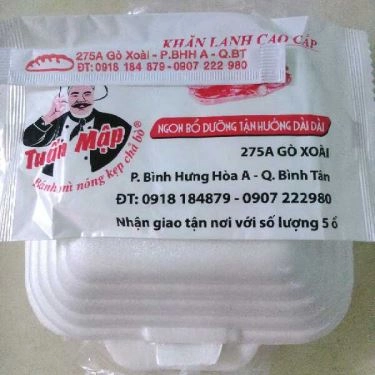 KHĂN LẠNH CAO CẤP
275A Gò Xoài - P.BHH A - Q.BT
ĐT: 0918 184 879 - 0907 222 980
Tuấn Mập®
Bánh mì nóng kẹp chả bò
NGON BỔ DƯỠNG TẬN HƯỞNG DÀI DÀI
275A GÒ XOÀI
P. Bình Hưng Hòa A - Q. Bình Tân
ĐT: 0918 184879 - 0907 222980
Nhận giao tận nơi với số lượng 5 ổ